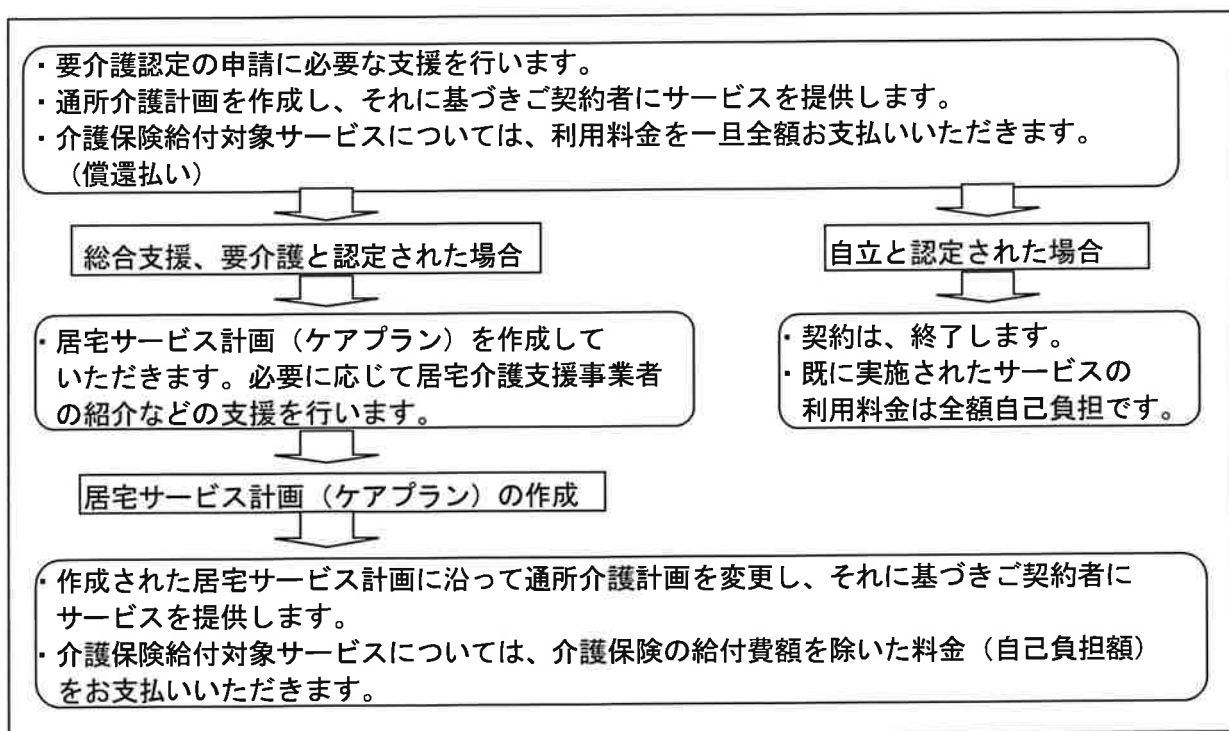 ・要介護認定の申請に必要な支援を行います。
・通所介護計画を作成し、それに基づきご契約者にサービスを提供します。
・介護保険給付対象サービスについては、利用料金を一旦全額お支払いいただきます。
（償還払い）
総合支援、要介護と認定された場合
自立と認定された場合
・居宅サービス計画（ケアプラン）を作成して
いただきます。必要に応じて居宅介護支援事業者
の紹介などの支援を行います。
・契約は、終了します。
・既に実施されたサービスの
利用料金は全額自己負担です。
居宅サービス計画（ケアプラン）の作成
・作成された居宅サービス計画に沿って通所介護計画を変更し、それに基づきご契約者に
サービスを提供します。
・介護保険給付対象サービスについては、介護保険の給付費額を除いた料金（自己負担額）
をお支払いいただきます。